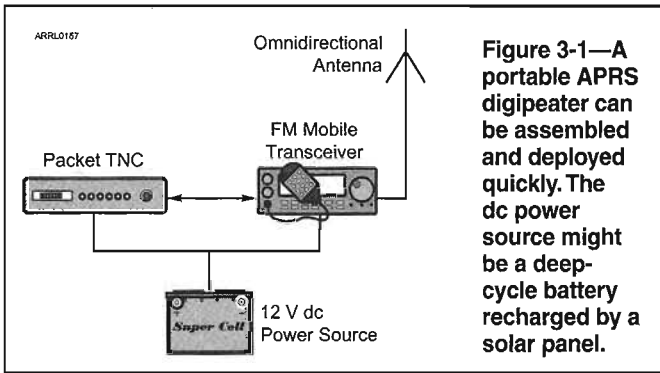 ARRL0157
Omnidirectional
Antenna
FM Mobile
Transceiver
Packet TNC
Super Cell
12 V dc
Power Source
Figure 3-1—A
portable APRS
digipeater can
be assembled
and deployed
quickly. The
dc power
source might
be a deep-
cycle battery
recharged by a
solar panel.